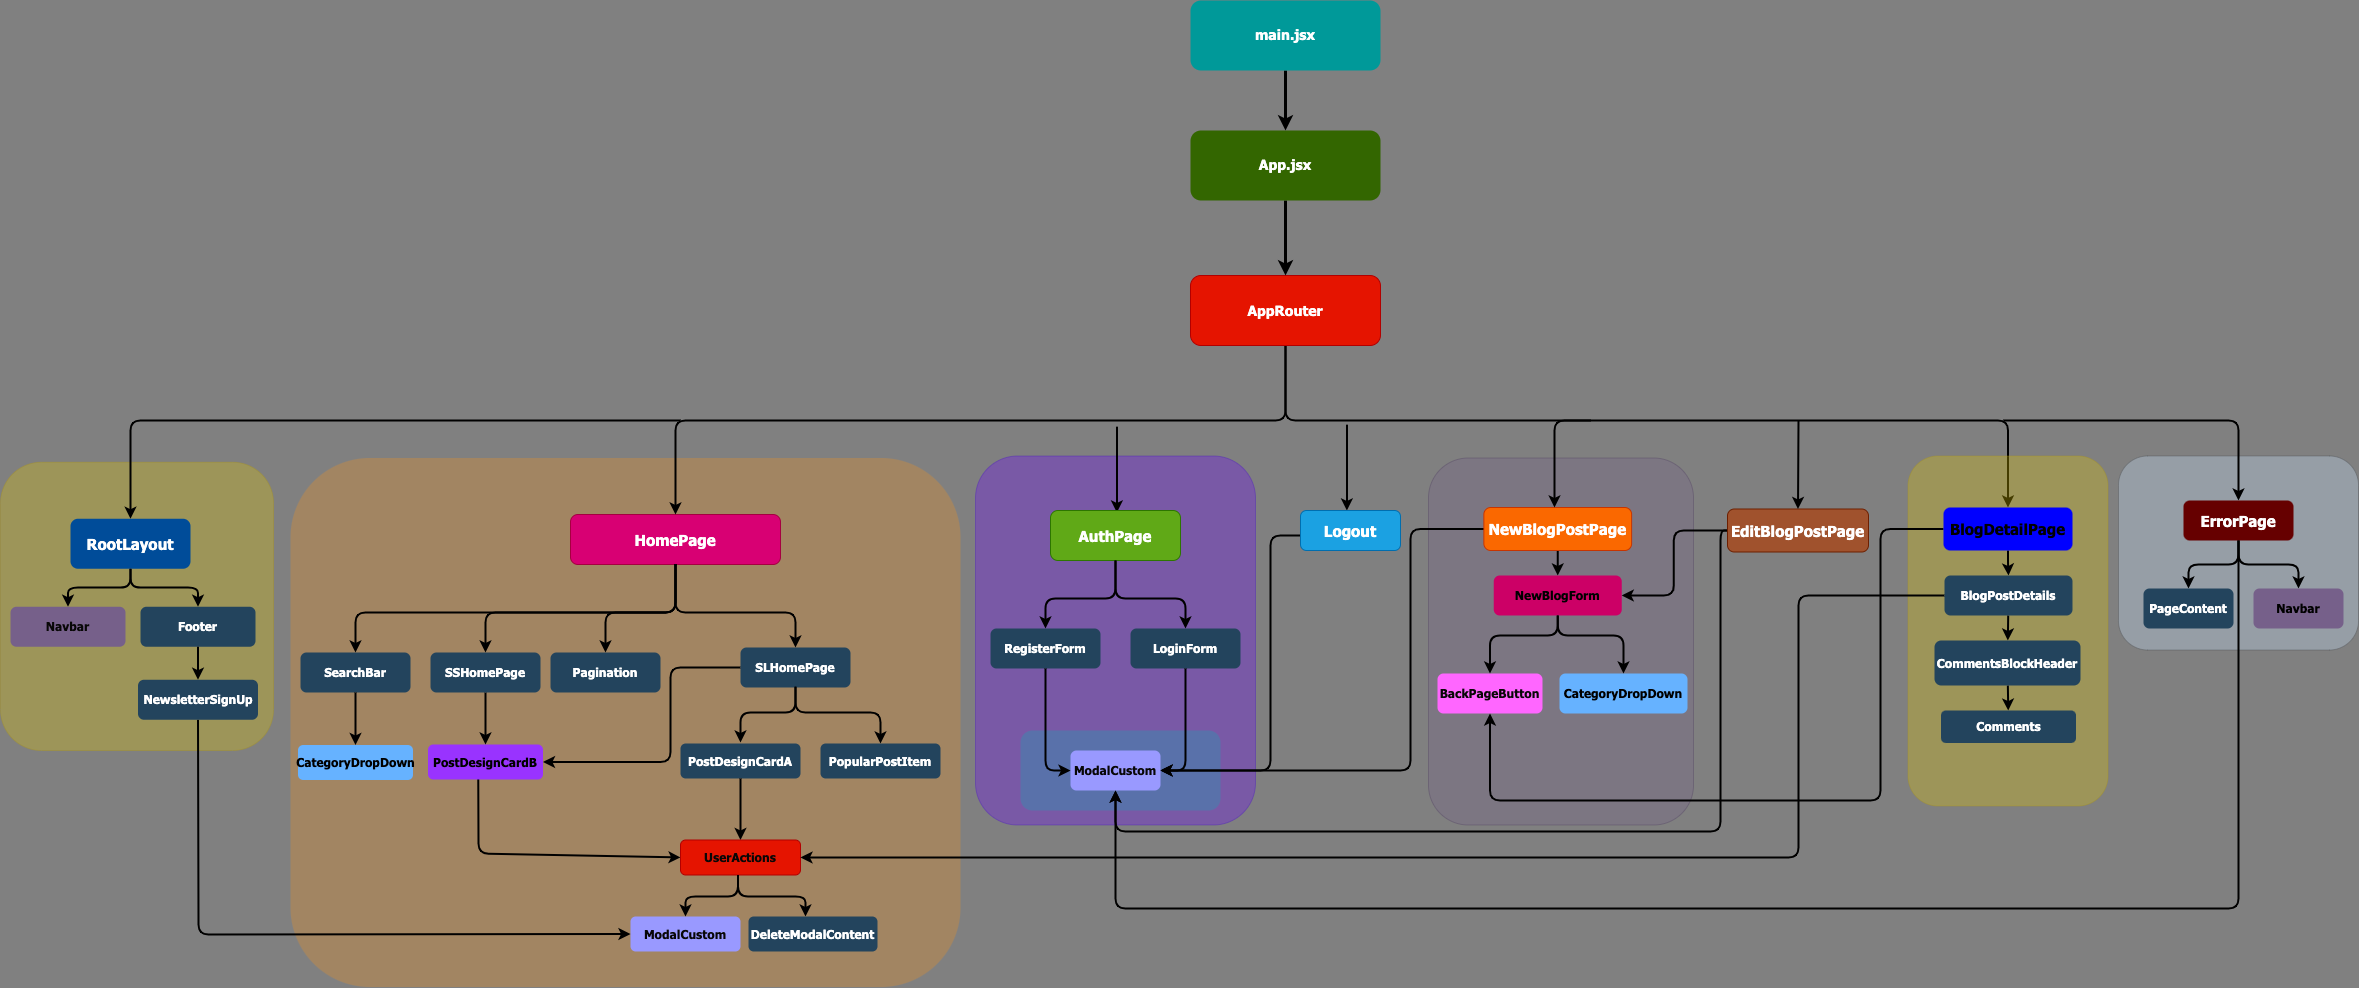 main.jsx
App.jsx
AppRouter
RootLayout
HomePage
AuthPage
Logout
NewBlogPostPage
EditBlogPostPage
BlogDetailPage
ErrorPage
Navbar
Footer
NewsletterSignUp
SearchBar
SSHomePage
Pagination
SLHomePage
CategoryDropDown
PostDesignCardB
PostDesignCardA
PopularPostItem
UserActions
ModalCustom
DeleteModalContent
RegisterForm
LoginForm
ModalCustom
NewBlogForm
BackPageButton
CategoryDropDown
BlogPostDetails
CommentsBlockHeader
Comments
PageContent
Navbar